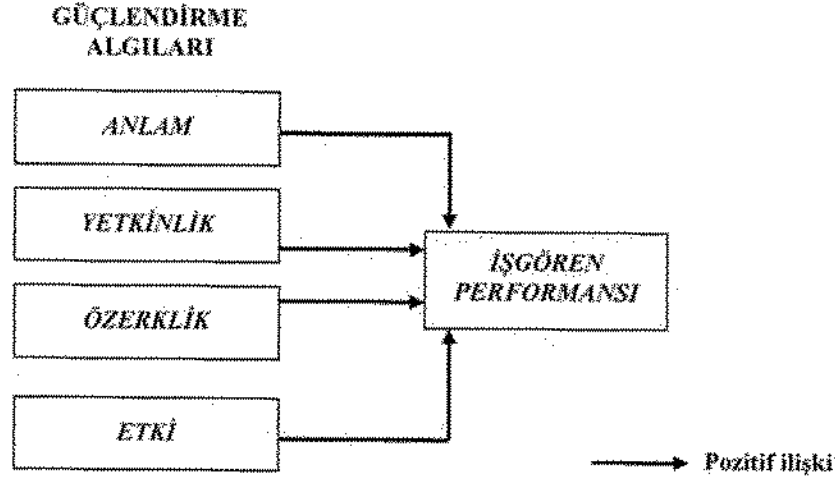 GÜÇLENDİRME
ALGILARI
ANLAM
YETKİNLİK
ÖZERKLİK
ETKİ
İŞGÖREN
PERFORMANSI
Pozitif ilişki